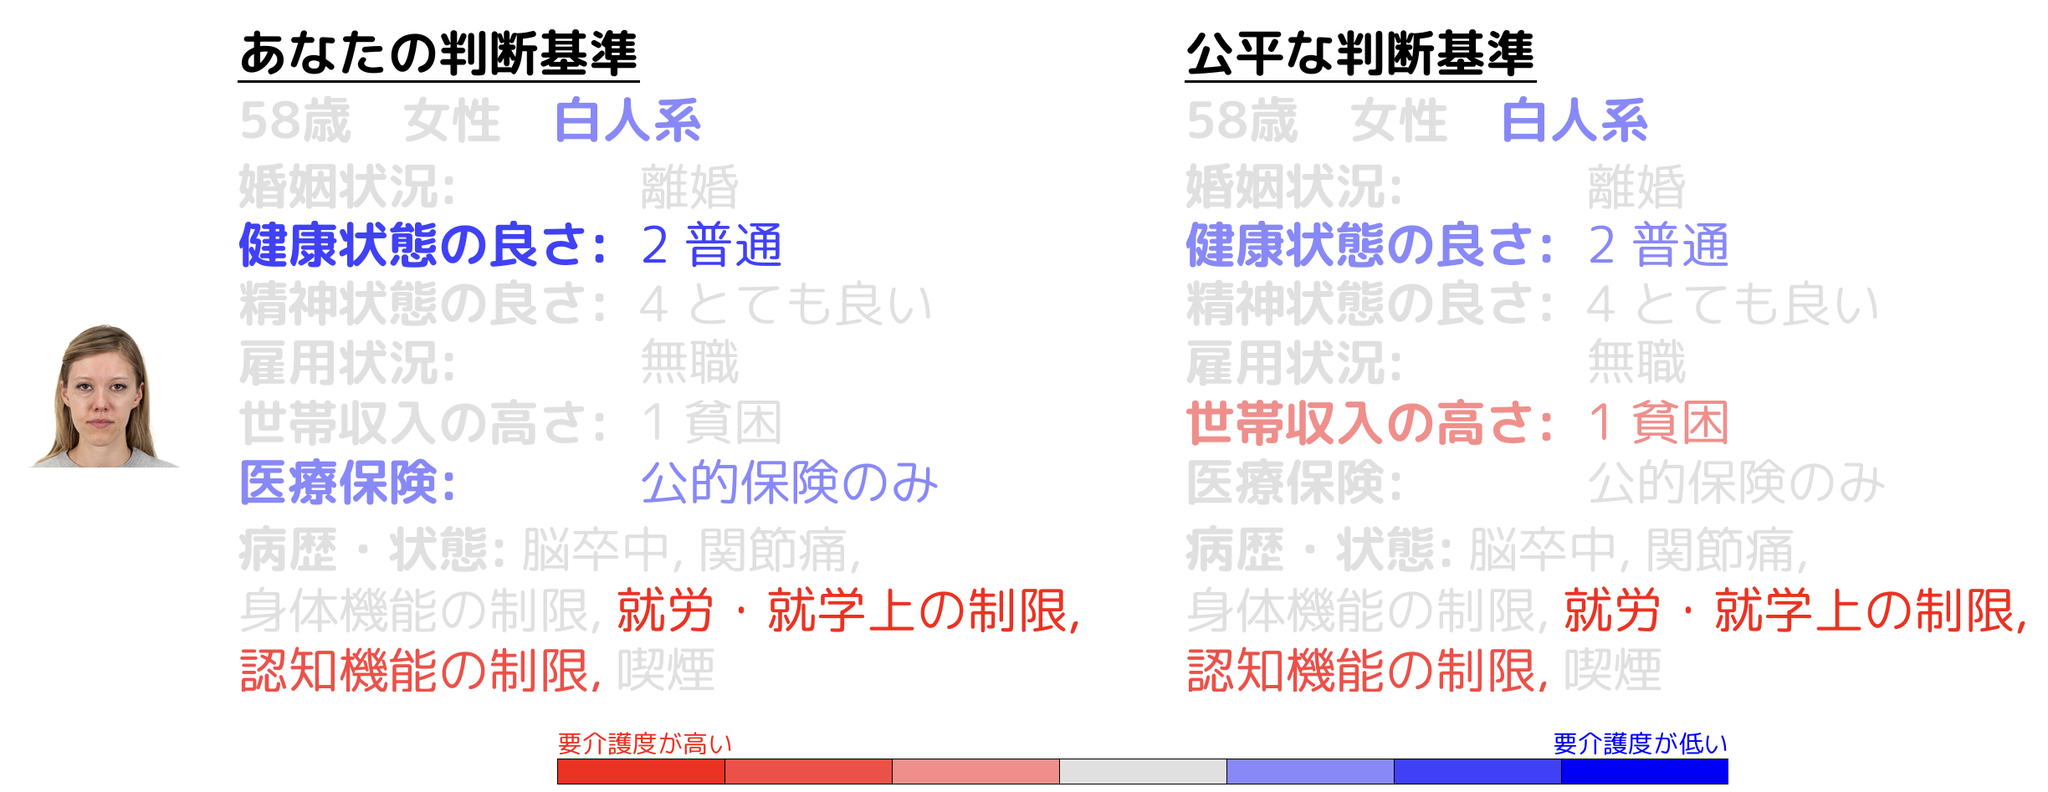 あなたの判断基準
58歳 女性 白人系
婚姻状況: 離婚
健康状態の良さ: 2 普通
精神状態の良さ: 4 とても良い
雇用状況: 無職
世帯収入の高さ: 1 貧困
医療保険: 公的保険のみ
病歴・状態: 脳卒中, 関節痛,
身体機能の制限, 就労・就学上の制限,
認知機能の制限, 喫煙
公平な判断基準
58歳 女性 白人系
婚姻状況: 離婚
健康状態の良さ: 2 普通
精神状態の良さ: 4 とても良い
雇用状況: 無職
世帯収入の高さ: 1 貧困
医療保険: 公的保険のみ
病歴・状態: 脳卒中, 関節痛,
身体機能の制限, 就労・就学上の制限,
認知機能の制限, 喫煙
要介護度が高い
要介護度が低い